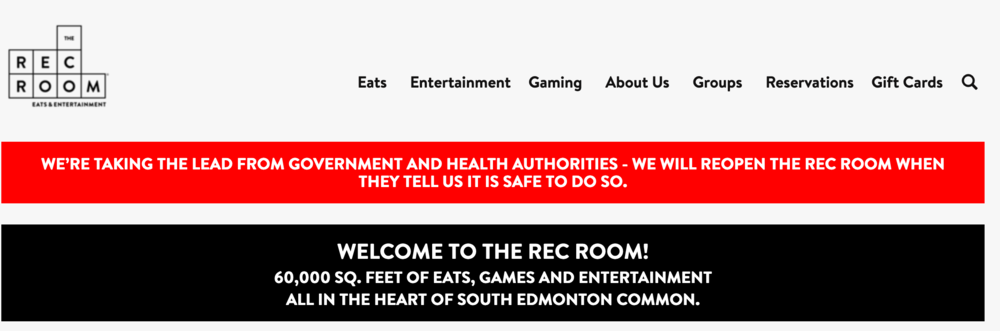 THE
REC
ROOM
EATS & ENTERTAINMENT
Eats Entertainment Gaming About Us Groups Reservations Gift Cards
WE'RE TAKING THE LEAD FROM GOVERNMENT AND HEALTH AUTHORITIES - WE WILL REOPEN THE REC ROOM WHEN
THEY TELL US IT IS SAFE TO DO SO.
WELCOME TO THE REC ROOM!
60,000 SQ. FEET OF EATS, GAMES AND ENTERTAINMENT
ALL IN THE HEART OF SOUTH EDMONTON COMMON.